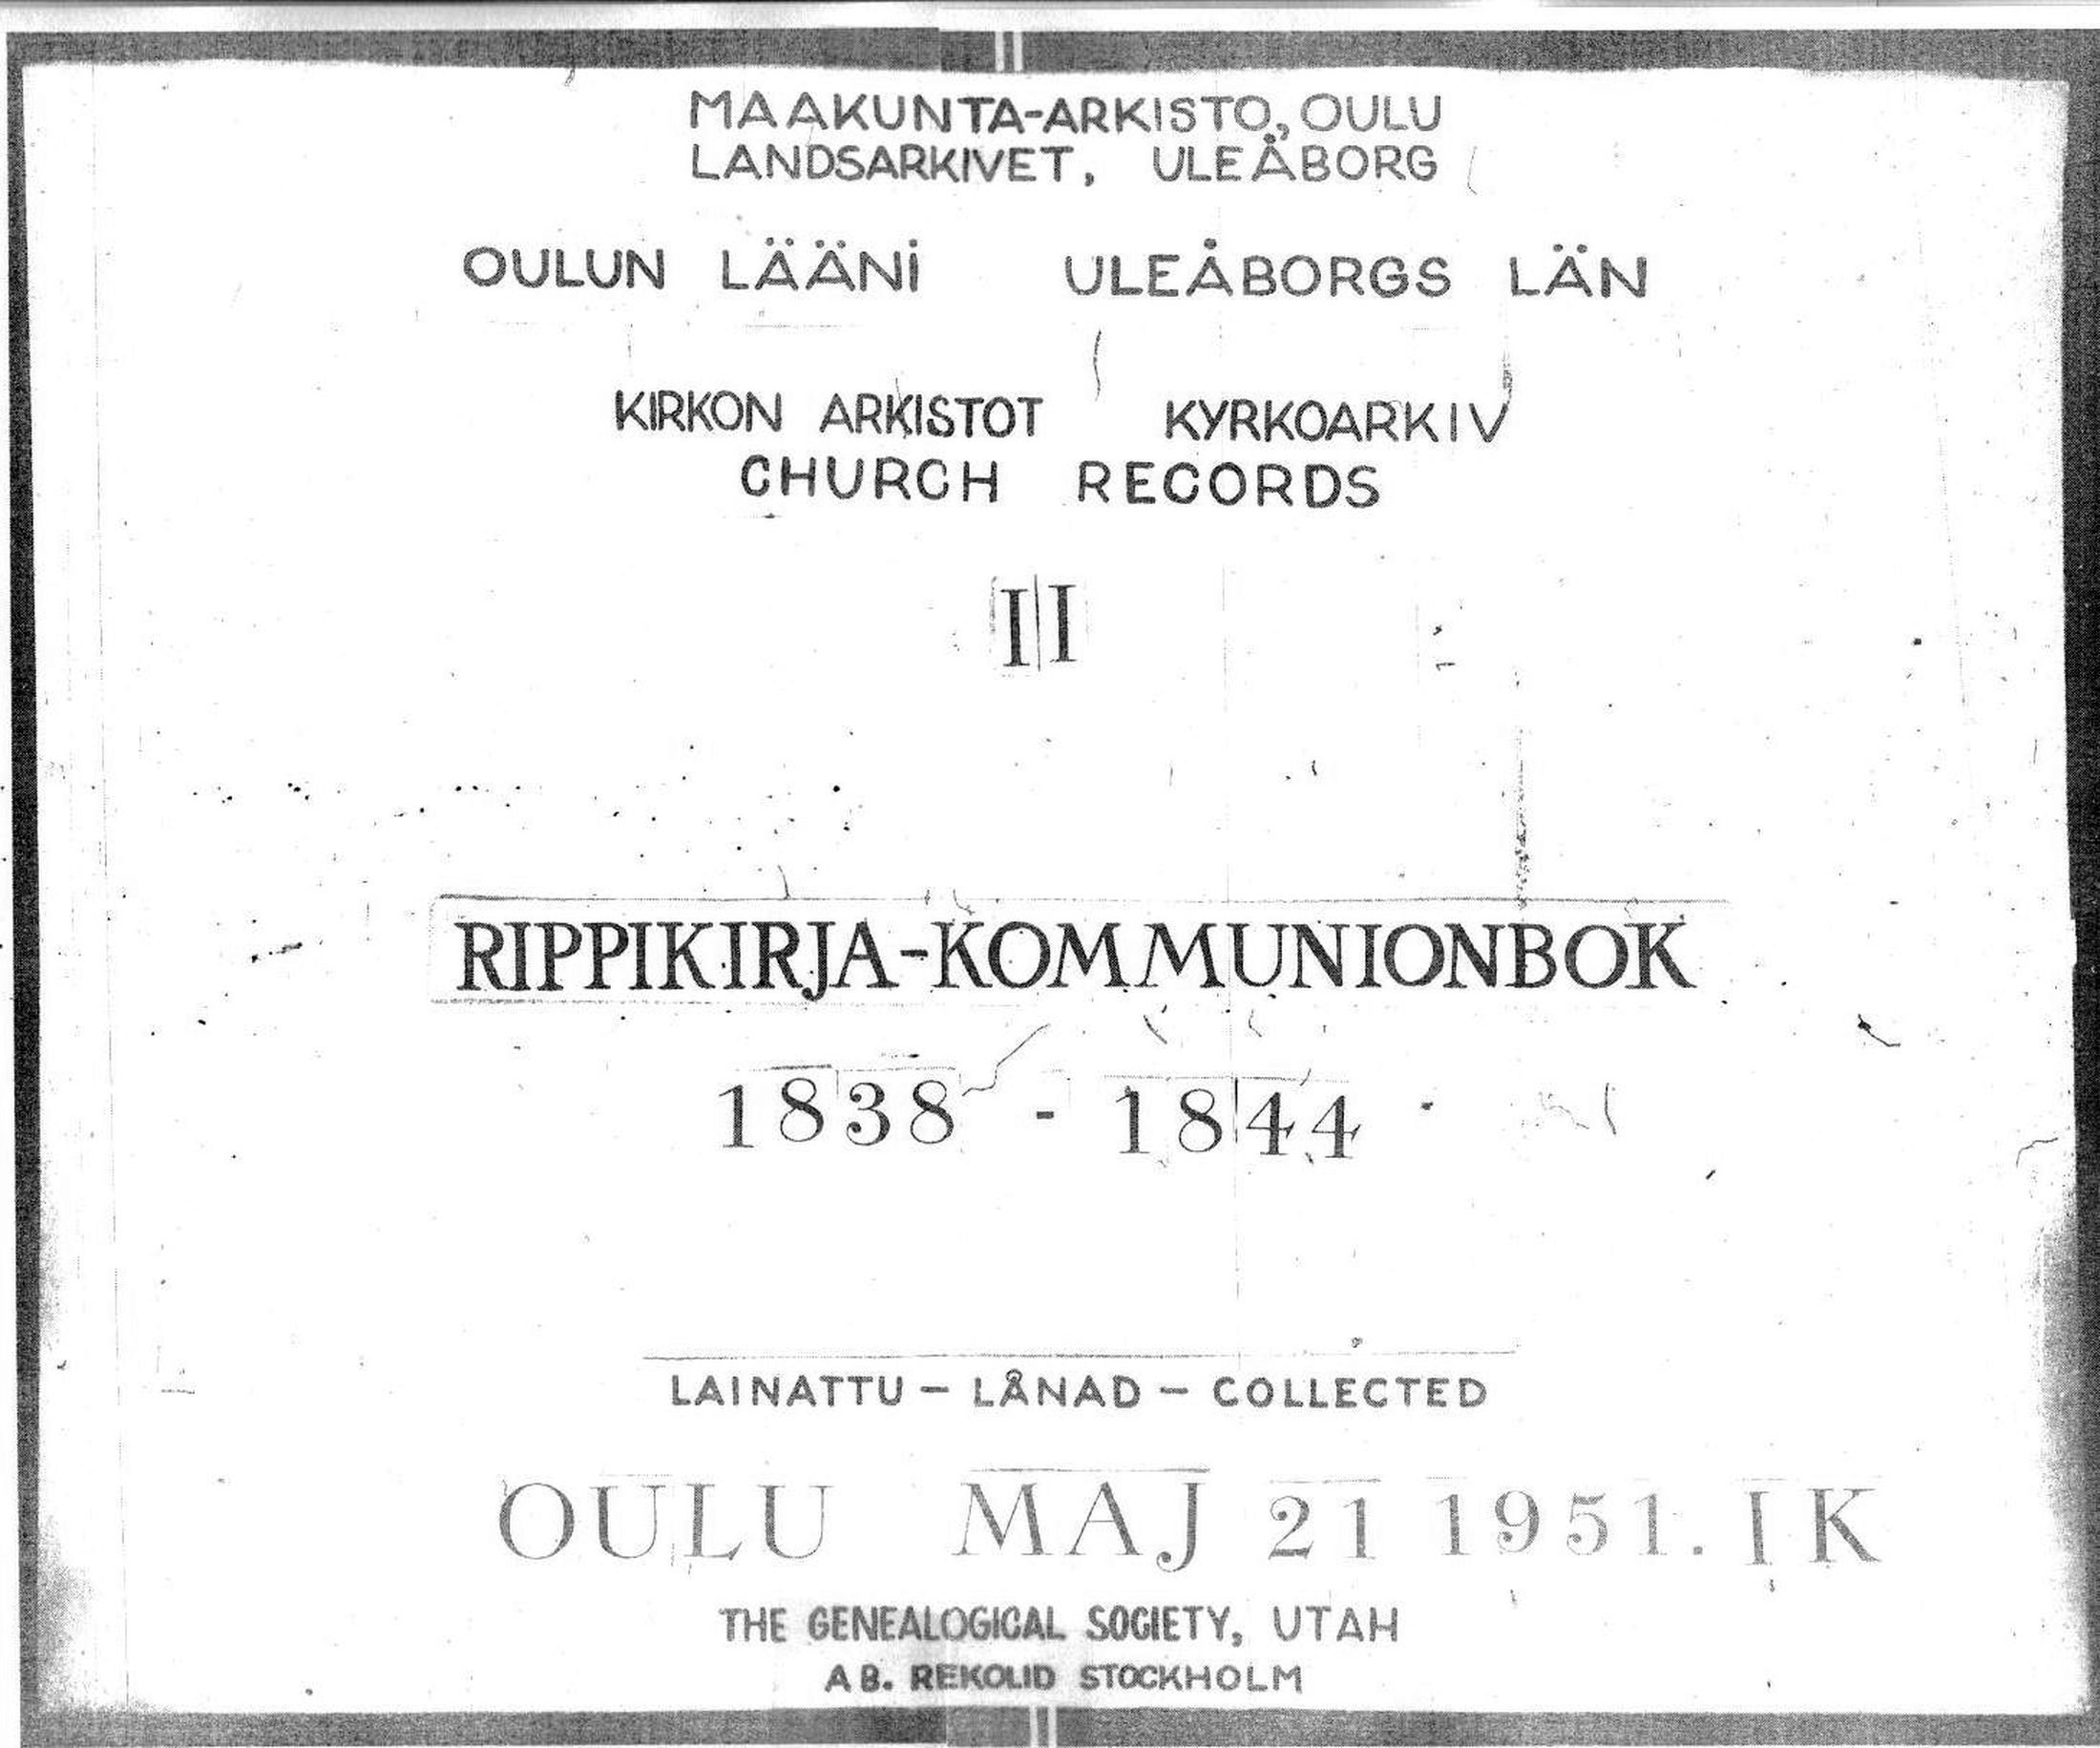 MAAKUNTA-ARKISTO, OULU
LANDSARKIVET, ULEÅBORG
OULUN LÄÄNI ULEÅBORGS LÄN
KIRKON ARKISTOT KYRKOARKIV
CHURCH RECORDS
II
RIPPIKIRJA-KOMMUNIONBOK
1838 - 1844
LAINATTU – LÅNAD – COLLECTED
OULU MAJ 21 1951. IK
THE GENEALOGICAL SOCIETY, UTAH
AB. REKOLID STOCKHOLM